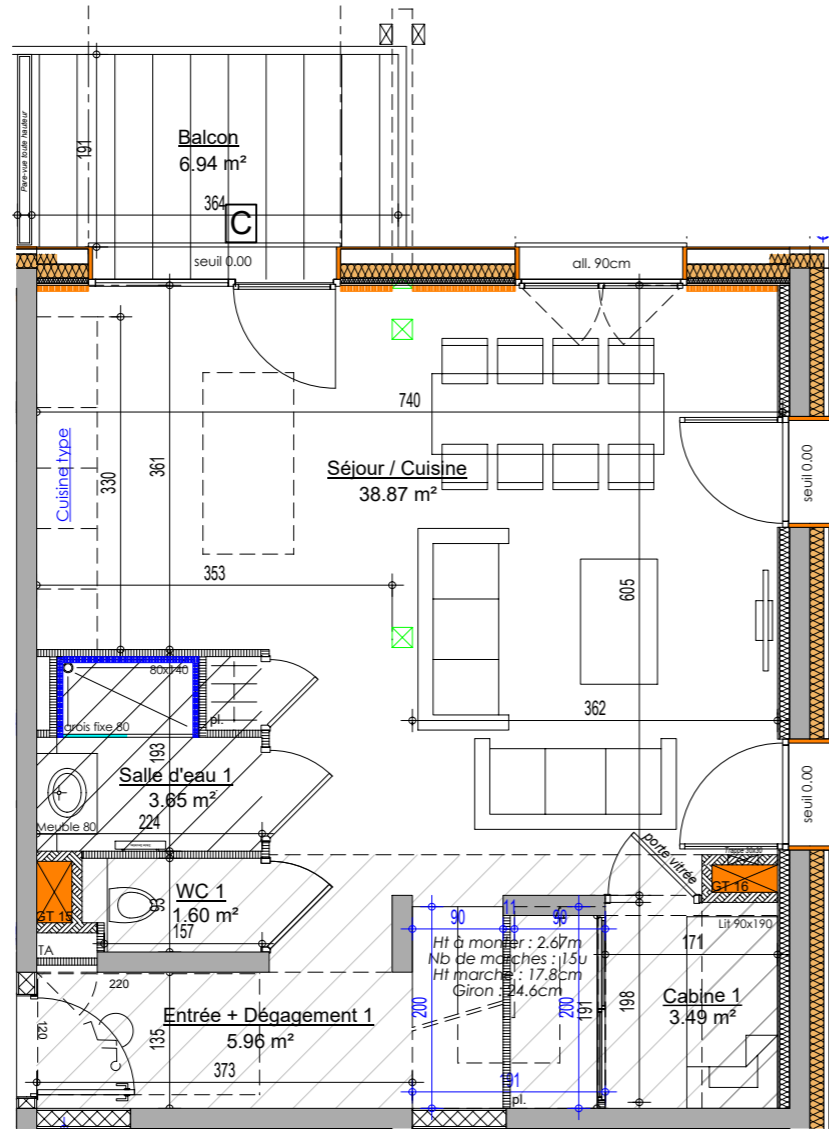 Pare-vue toute hauteur
191
Balcon
6.94 m²
364
C
seuil 0.00
all. 90cm
740
Cuisine type
330
361
Séjour / Cuisine
38.87 m²
seuil 0.00
353
605
80x140
parois fixe 80
pl.
362
193
Salle d'eau 1
3.65 m²
Meuble 80
224
seuil 0.00
porte vitrée
Trappe 30x30
GT 15
WC 1
93
1.60 m²
157
GT 16
TA
90
11
90
Lit 90x190
Ht à monter : 2.67m
Nb de marches : 15u
Ht marche : 17.8cm
Giron : 24.6cm
171
200
200
191
198
Cabine 1
3.49 m²
220
120
135
Entrée + Dégagement 1
5.96 m²
373
191
pl.